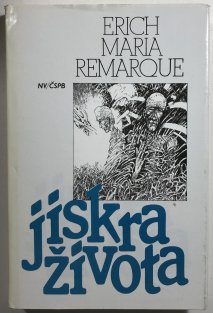 ERICH
MARIA
REMARQUE
NV/ČSPB
jiskra
života